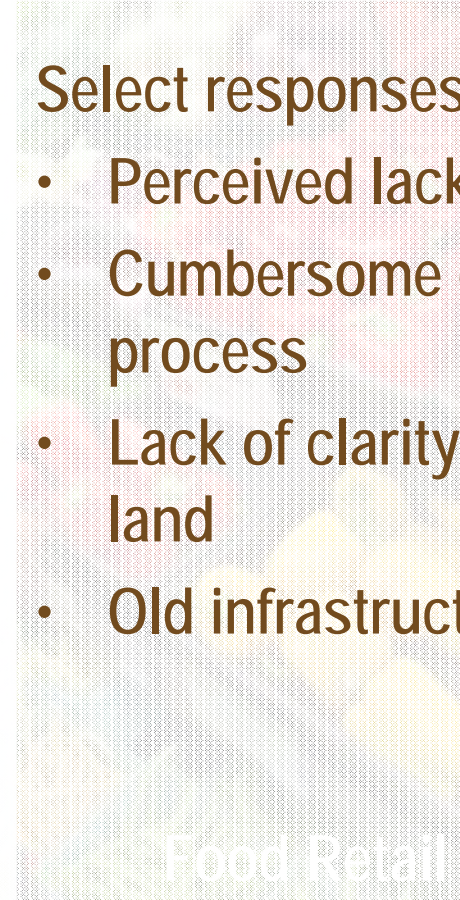 Select responses
• Perceived lack
• Cumbersome
process
• Lack of clarity
land
• Old infrastruct
Food Retail